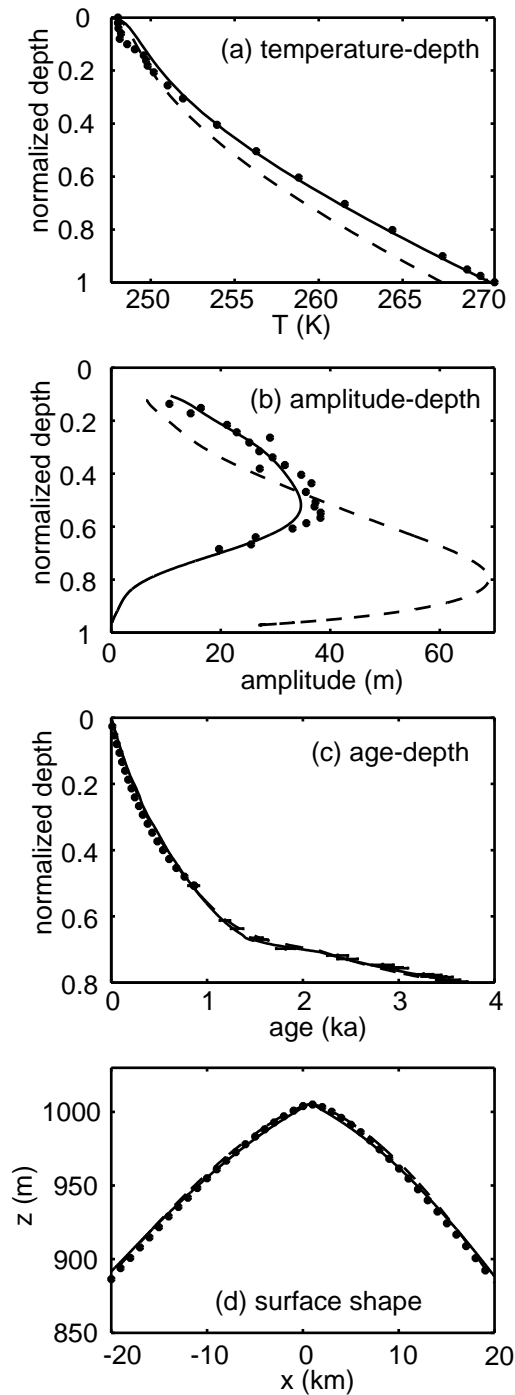 0
(a) temperature-depth
0.2
0.4
0.6
0.8
1
normalized depth
250 255 260 265 270
T (K)
0
(b) amplitude-depth
0.2
0.4
0.6
0.8
1
normalized depth
0 20 40 60
amplitude (m)
0
(c) age-depth
0.2
0.4
0.6
0.8
normalized depth
0 1 2 3 4
age (ka)
1000
950
900
850
z (m)
(d) surface shape
-20 -10 0 10 20
x (km)